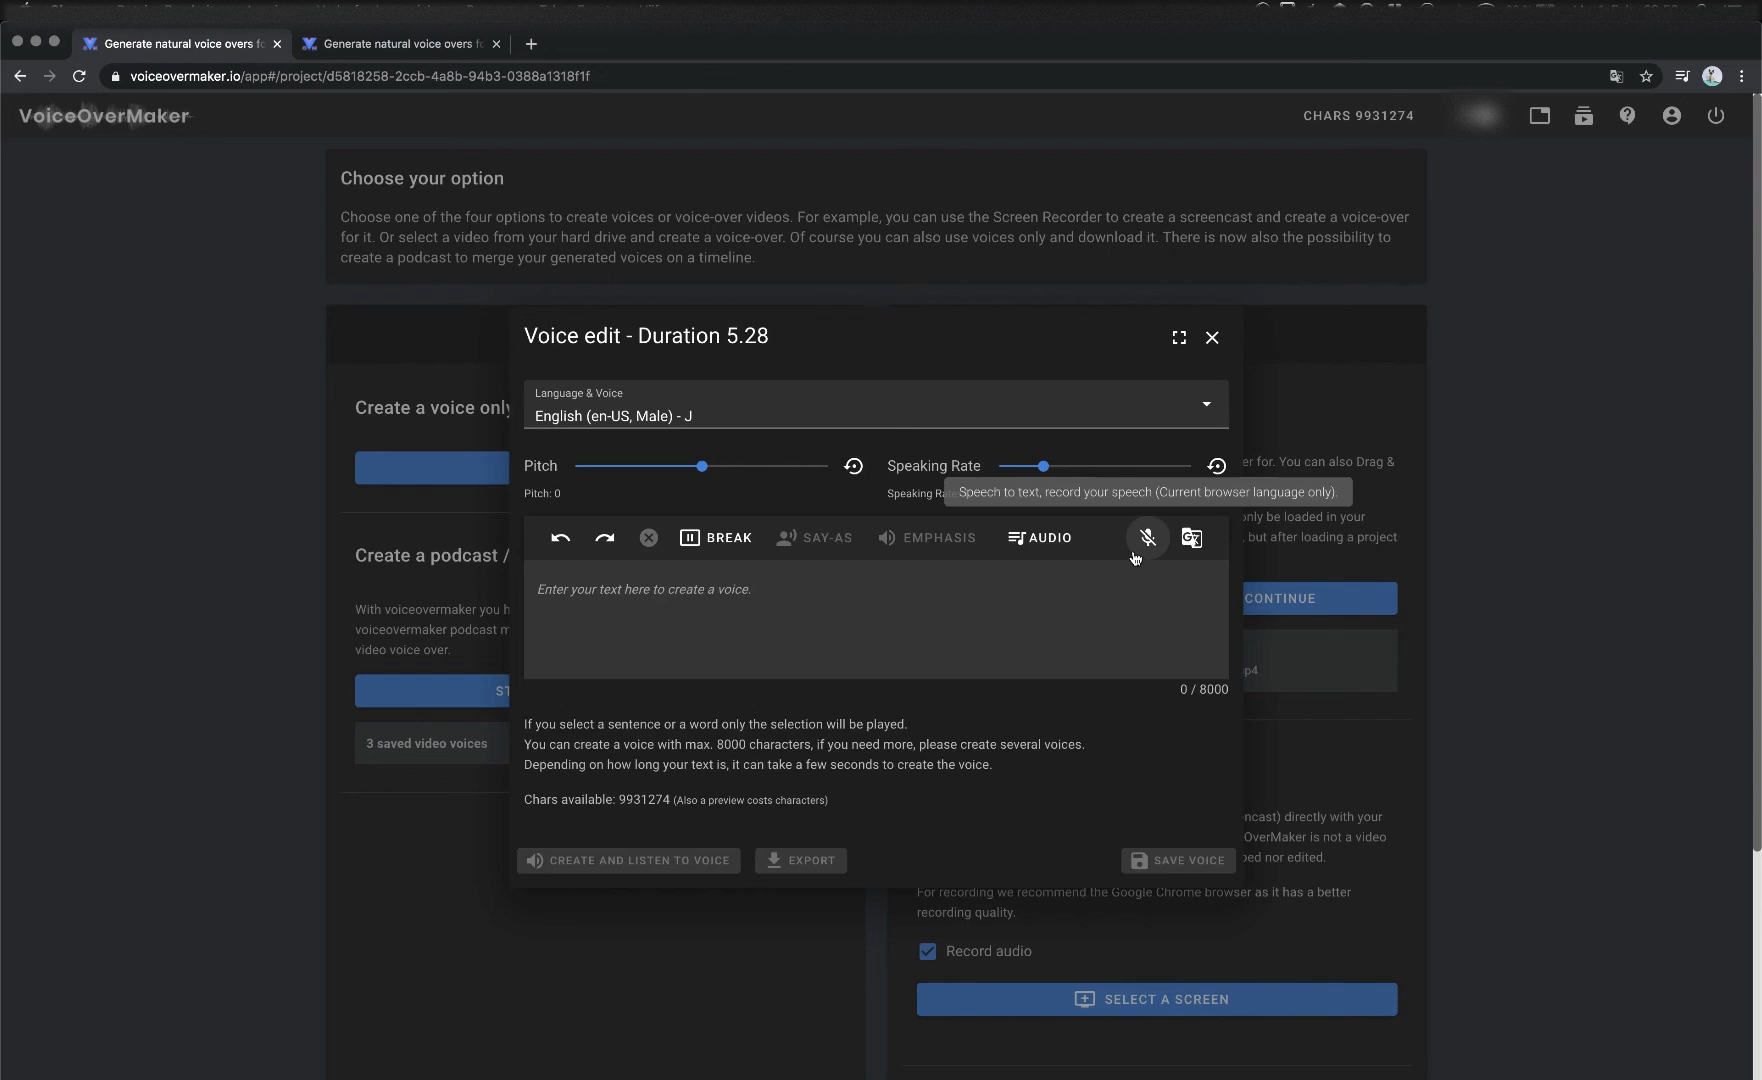 Generate natural voice overs fo
Generate natural voice overs fo
voiceovermaker.io/app#/project/d5818258-2ccb-4a8b-94b3-0388a1318f1f
VoiceOverMaker
CHARS 9931274
Choose your option
Choose one of the four options to create voices or voice-over videos. For example, you can use the Screen Recorder to create a screencast and create a voice-over
for it. Or select a video from your hard drive and create a voice-over. Of course you can also use voices only and download it. There is now also the possibility to
create a podcast to merge your generated voices on a timeline.
Voice edit - Duration 5.28
Language & Voice
English (en-US, Male) - J
Create a voice only
Pitch
Speaking Rate
er for. You can also Drag &
Pitch: 0
Speaking Ra
Speech to text, record your speech (Current browser language only).
only be loaded in your
, but after loading a project
BREAK
SAY-AS
EMPHASIS
AUDIO
Create a podcast /
Enter your text here to create a voice.
CONTINUE
With voiceovermaker you h
voiceovermaker podcast m
video voice over.
p4
ST
0 / 8000
3 saved video voices
If you select a sentence or a word only the selection will be played.
You can create a voice with max. 8000 characters, if you need more, please create several voices.
Depending on how long your text is, it can take a few seconds to create the voice.
Chars available: 9931274 (Also a preview costs characters)
ncast) directly with your
OverMaker is not a video
ped nor edited.
CREATE AND LISTEN TO VOICE
EXPORT
SAVE VOICE
For recording we recommend the Google Chrome browser as it has a better
recording quality.
Record audio
SELECT A SCREEN